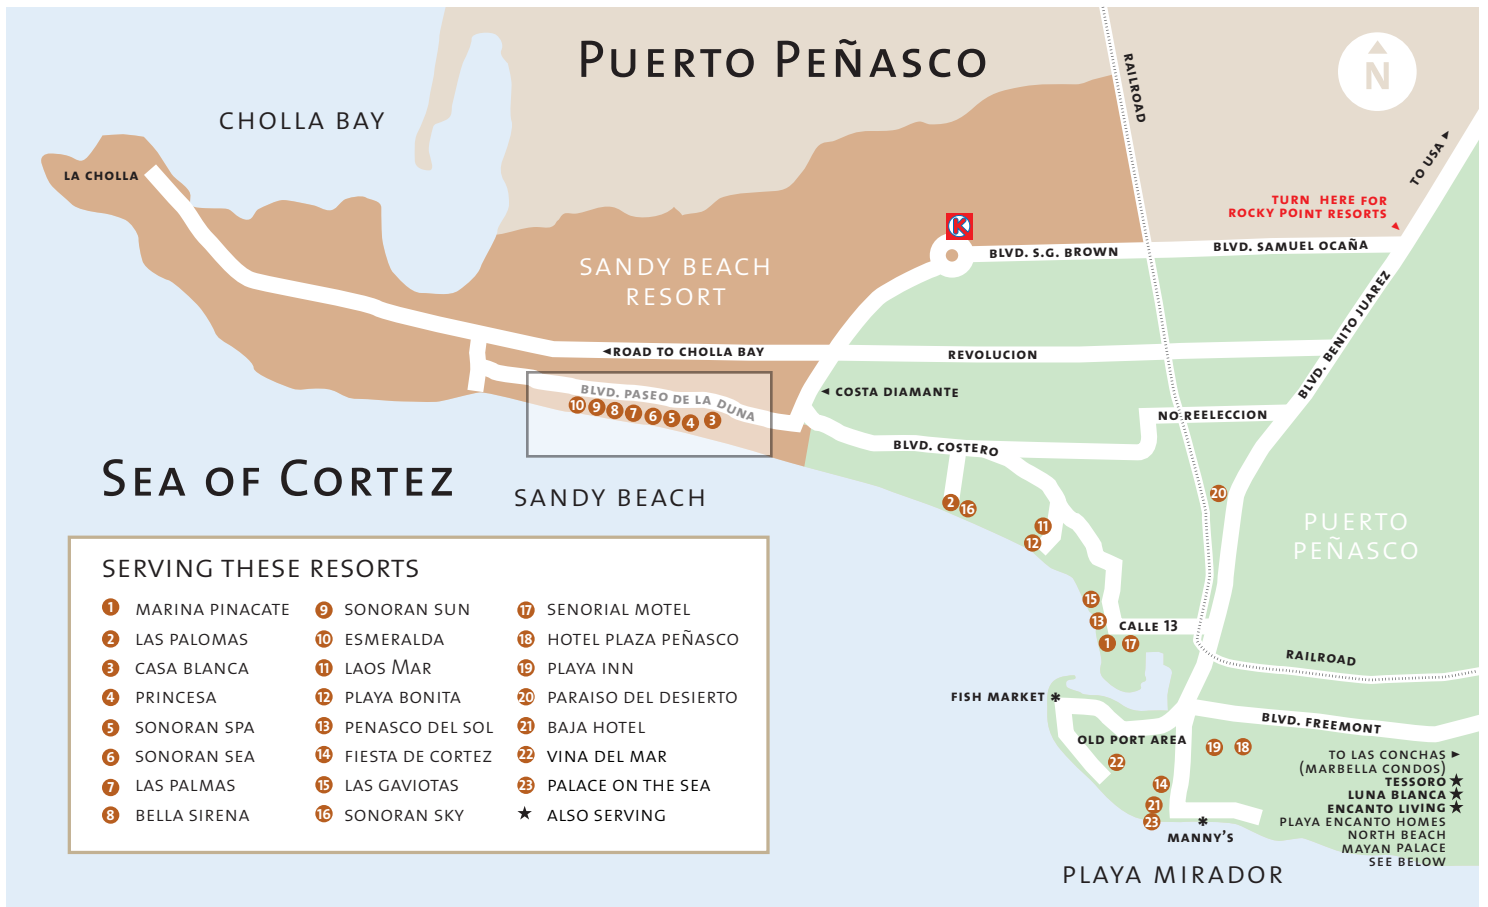 PUERTO PEÑASCO
N
CHOLLA BAY
RAILROAD
TO USA
LA CHOLLA
TURN HERE FOR
ROCKY POINT RESORTS
K
BLVD. S.G. BROWN
BLVD. SAMUEL OCAÑA
SANDY BEACH
RESORT
BLVD. BENITO JUAREZ
ROAD TO CHOLLA BAY
REVOLUCION
BLVD. PASEO DE LA DUNA
COSTA DIAMANTE
10 9 8 7 6 5 4 3
NO REELECCION
BLVD. COSTERO
SEA OF CORTEZ
SANDY BEACH
2 16
20
PUERTO
PEÑASCO
11
12
15
13
CALLE 13
1 17
RAILROAD
FISH MARKET *
BLVD. FREEMONT
OLD PORT AREA
19 18
22
14
21
23
*
MANNY'S
TO LAS CONCHAS
(MARBELLA CONDOS)
TESSORO ★
LUNA BLANCA ★
ENCANTO LIVING ★
PLAYA ENCANTO HOMES
NORTH BEACH
MAYAN PALACE
SEE BELOW
PLAYA MIRADOR
SERVING THESE RESORTS
1 MARINA PINACATE
2 LAS PALOMAS
3 CASA BLANCA
4 PRINCESA
5 SONORAN SPA
6 SONORAN SEA
7 LAS PALMAS
8 BELLA SIRENA
9 SONORAN SUN
10 ESMERALDA
11 LAOS MAR
12 PLAYA BONITA
13 PENASCO DEL SOL
14 FIESTA DE CORTEZ
15 LAS GAVIOTAS
16 SONORAN SKY
17 SENORIAL MOTEL
18 HOTEL PLAZA PEÑASCO
19 PLAYA INN
20 PARAISO DEL DESIERTO
21 BAJA HOTEL
22 VINA DEL MAR
23 PALACE ON THE SEA
★ ALSO SERVING